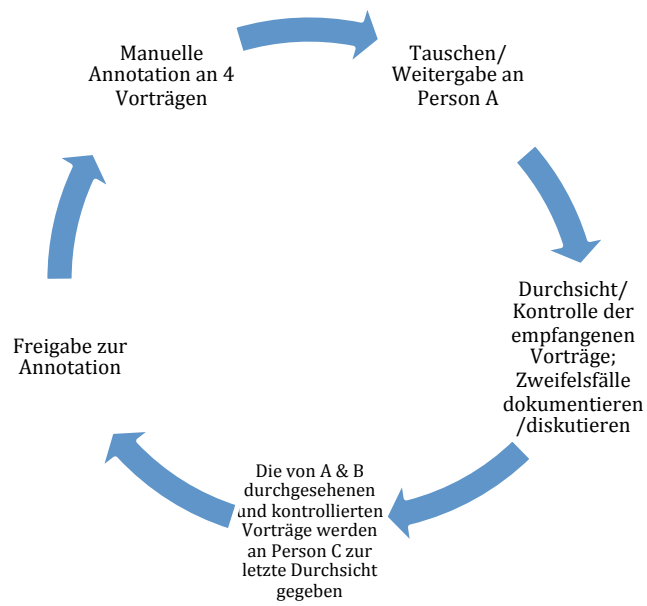 Manuelle
Annotation an 4
Vorträgen
Tauschen/
Weitergabe an
Person A
Durchsicht/
Kontrolle der
empfangenen
Vorträge;
Zweifelsfälle
dokumentieren
/diskutieren
Die von A & B
durchgesehenen
und kontrollierten
Vorträge werden
an Person C zur
letzte Durchsicht
gegeben
Freigabe zur
Annotation